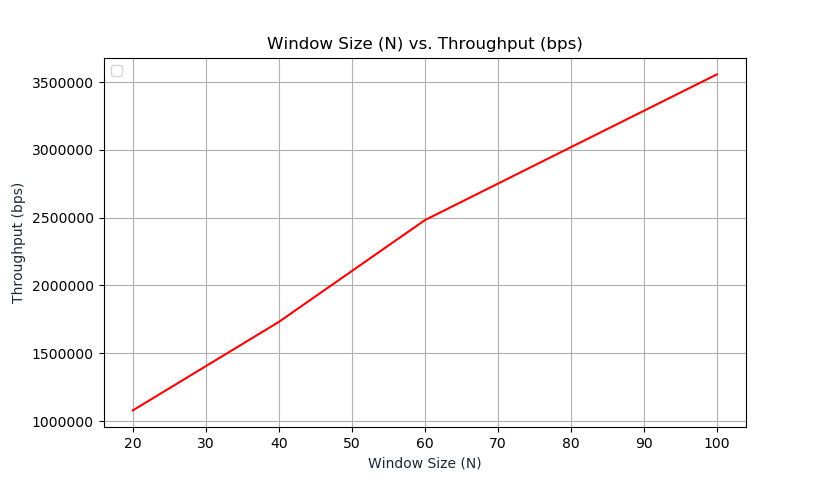 Window Size (N) vs. Throughput (bps)
3500000
3000000
2500000
2000000
1500000
1000000
Throughput (bps)
20 30 40 50 60 70 80 90 100
Window Size (N)